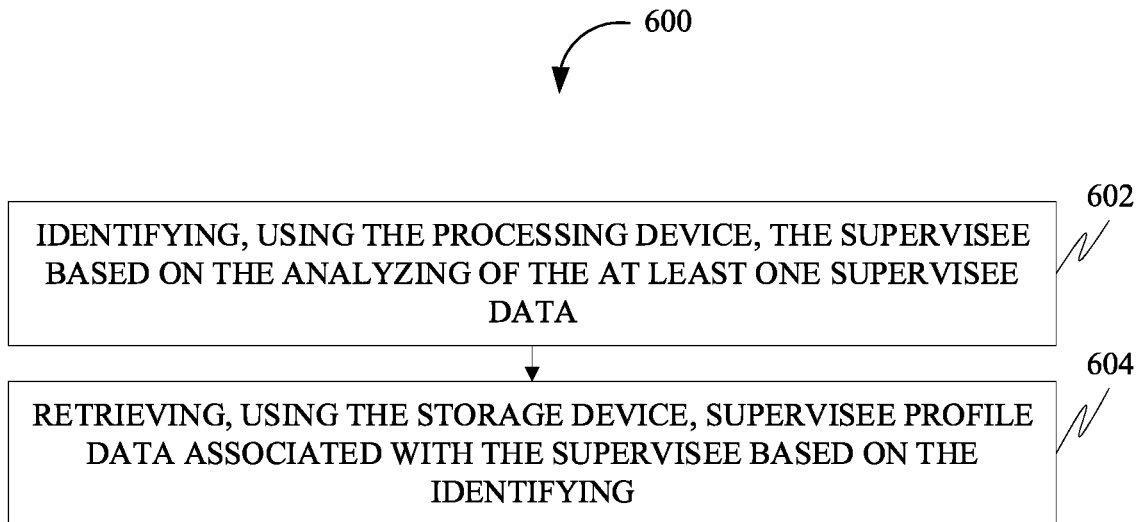 600
602
IDENTIFYING, USING THE PROCESSING DEVICE, THE SUPERVISEE
BASED ON THE ANALYZING OF THE AT LEAST ONE SUPERVISEE
DATA
604
RETRIEVING, USING THE STORAGE DEVICE, SUPERVISEE PROFILE
DATA ASSOCIATED WITH THE SUPERVISEE BASED ON THE
IDENTIFYING